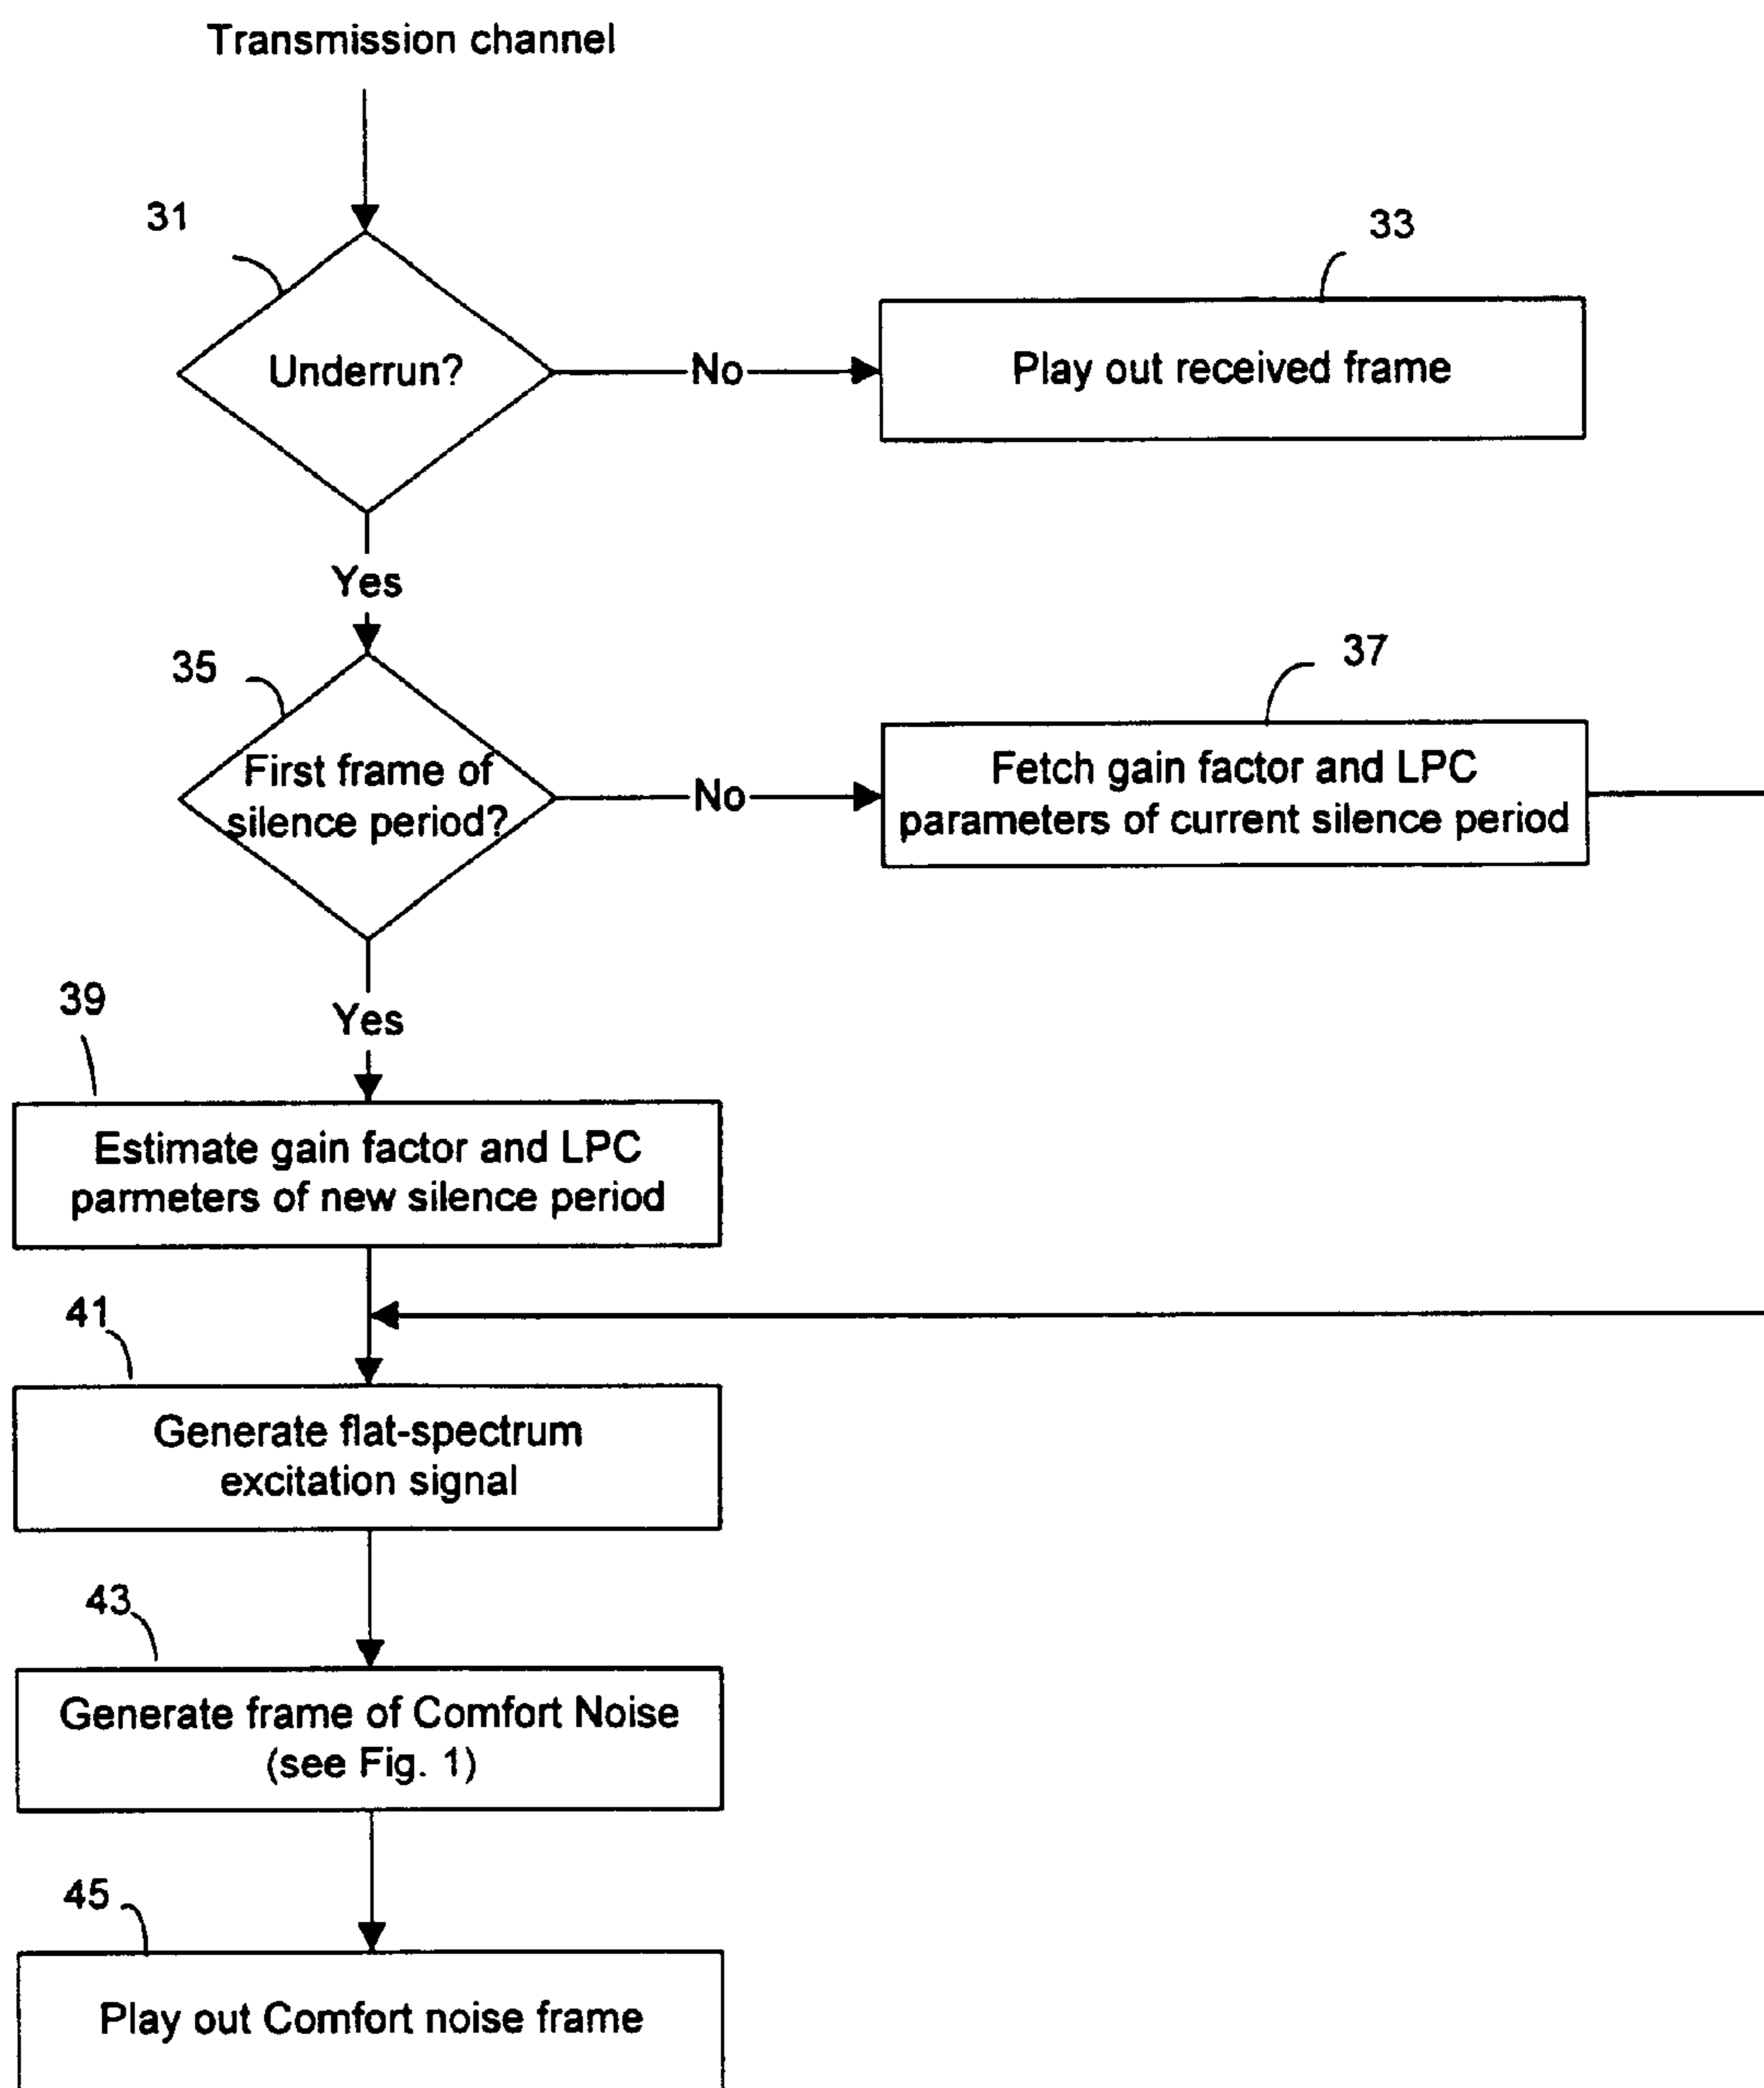 Transmission channel
31
33
Underrun?
No
Play out received frame
Yes
35
37
First frame of
silence period?
No
Fetch gain factor and LPC
parameters of current silence period
39
Yes
Estimate gain factor and LPC
parmeters of new silence period
41
Generate flat-spectrum
excitation signal
43
Generate frame of Comfort Noise
(see Fig. 1)
45
Play out Comfort noise frame